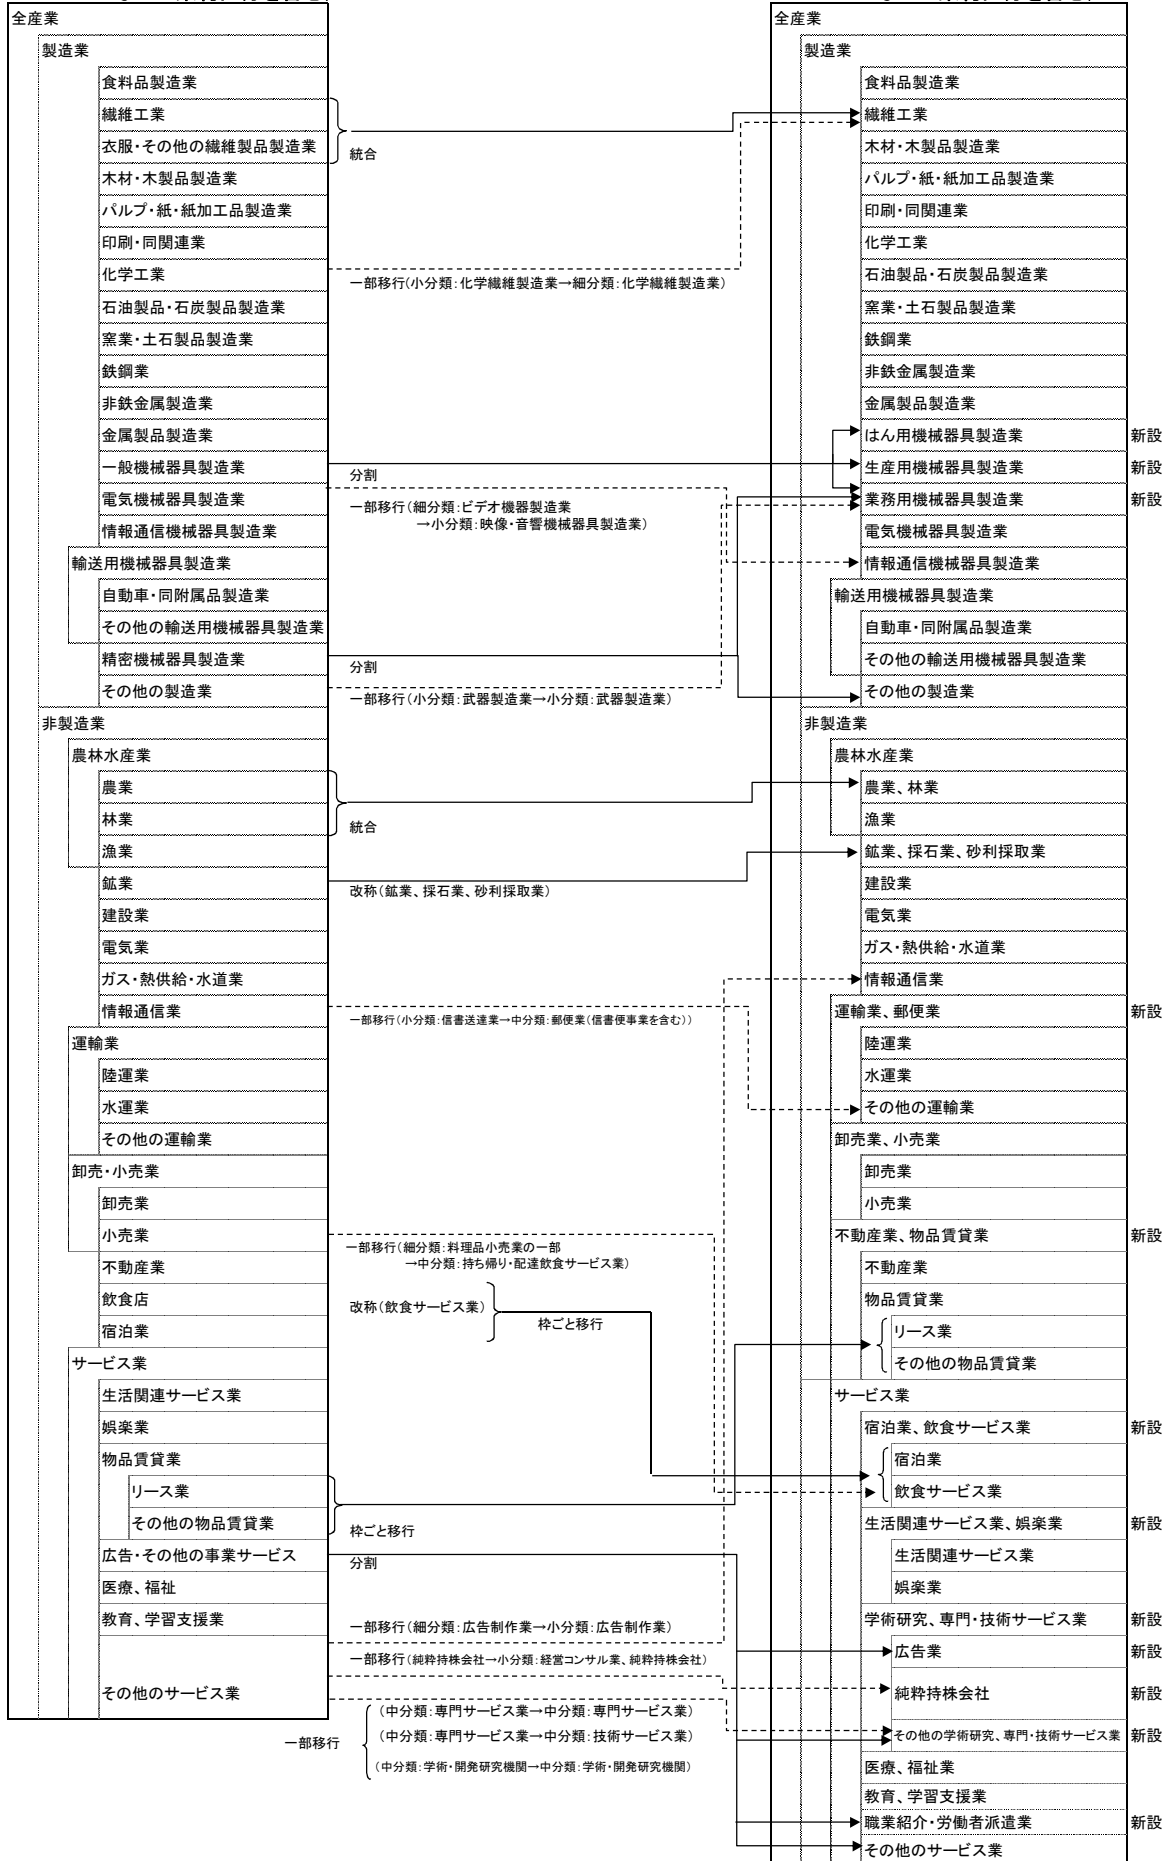 全産業
製造業
食料品製造業
繊維工業
衣服・その他の繊維製品製造業
木材・木製品製造業
パルプ・紙・紙加工品製造業
印刷・同関連業
化学工業
石油製品・石炭製品製造業
窯業・土石製品製造業
鉄鋼業
非鉄金属製造業
金属製品製造業
一般機械器具製造業
電気機械器具製造業
情報通信機械器具製造業
輸送用機械器具製造業
自動車・同附属品製造業
その他の輸送用機械器具製造業
精密機械器具製造業
その他の製造業
非製造業
農林水産業
農業
林業
漁業
鉱業
建設業
電気業
ガス・熱供給・水道業
情報通信業
運輸業
陸運業
水運業
その他の運輸業
卸売・小売業
卸売業
小売業
不動産業
飲食店
宿泊業
サービス業
生活関連サービス業
娯楽業
物品賃貸業
リース業
その他の物品賃貸業
広告・その他の事業サービス
医療、福祉
教育、学習支援業
その他のサービス業
統合
一部移行(小分類:化学繊維製造業→細分類:化学繊維製造業)
分割
一部移行(細分類:ビデオ機器製造業
→小分類:映像・音響機械器具製造業)
分割
一部移行(小分類:武器製造業→小分類:武器製造業)
統合
改称(鉱業、採石業、砂利採取業)
一部移行(小分類:信書送達業→中分類:郵便業(信書便事業を含む))
一部移行(細分類:料理品小売業の一部
→中分類:持ち帰り・配達飲食サービス業)
改称(飲食サービス業)
枠ごと移行
枠ごと移行
分割
一部移行(細分類:広告制作業→小分類:広告制作業)
一部移行(純粋持株会社→小分類:経営コンサル業、純粋持株会社)
一部移行
(中分類:専門サービス業→中分類:専門サービス業)
(中分類:専門サービス業→中分類:技術サービス業)
(中分類:学術・開発研究機関→中分類:学術・開発研究機関)
全産業
製造業
食料品製造業
繊維工業
木材・木製品製造業
パルプ・紙・紙加工品製造業
印刷・同関連業
化学工業
石油製品・石炭製品製造業
窯業・土石製品製造業
鉄鋼業
非鉄金属製造業
金属製品製造業
はん用機械器具製造業 新設
生産用機械器具製造業 新設
業務用機械器具製造業 新設
電気機械器具製造業
情報通信機械器具製造業
輸送用機械器具製造業
自動車・同附属品製造業
その他の輸送用機械器具製造業
その他の製造業
非製造業
農林水産業
農業、林業
漁業
鉱業、採石業、砂利採取業
建設業
電気業
ガス・熱供給・水道業
情報通信業
運輸業、郵便業 新設
陸運業
水運業
その他の運輸業
卸売業、小売業
卸売業
小売業
不動産業、物品賃貸業 新設
不動産業
物品賃貸業
リース業
その他の物品賃貸業
サービス業
宿泊業、飲食サービス業 新設
宿泊業
飲食サービス業
生活関連サービス業、娯楽業 新設
生活関連サービス業
娯楽業
学術研究、専門・技術サービス業 新設
広告業 新設
純粋持株会社 新設
その他の学術研究、専門・技術サービス業 新設
医療、福祉業
教育、学習支援業
職業紹介・労働者派遣業 新設
その他のサービス業